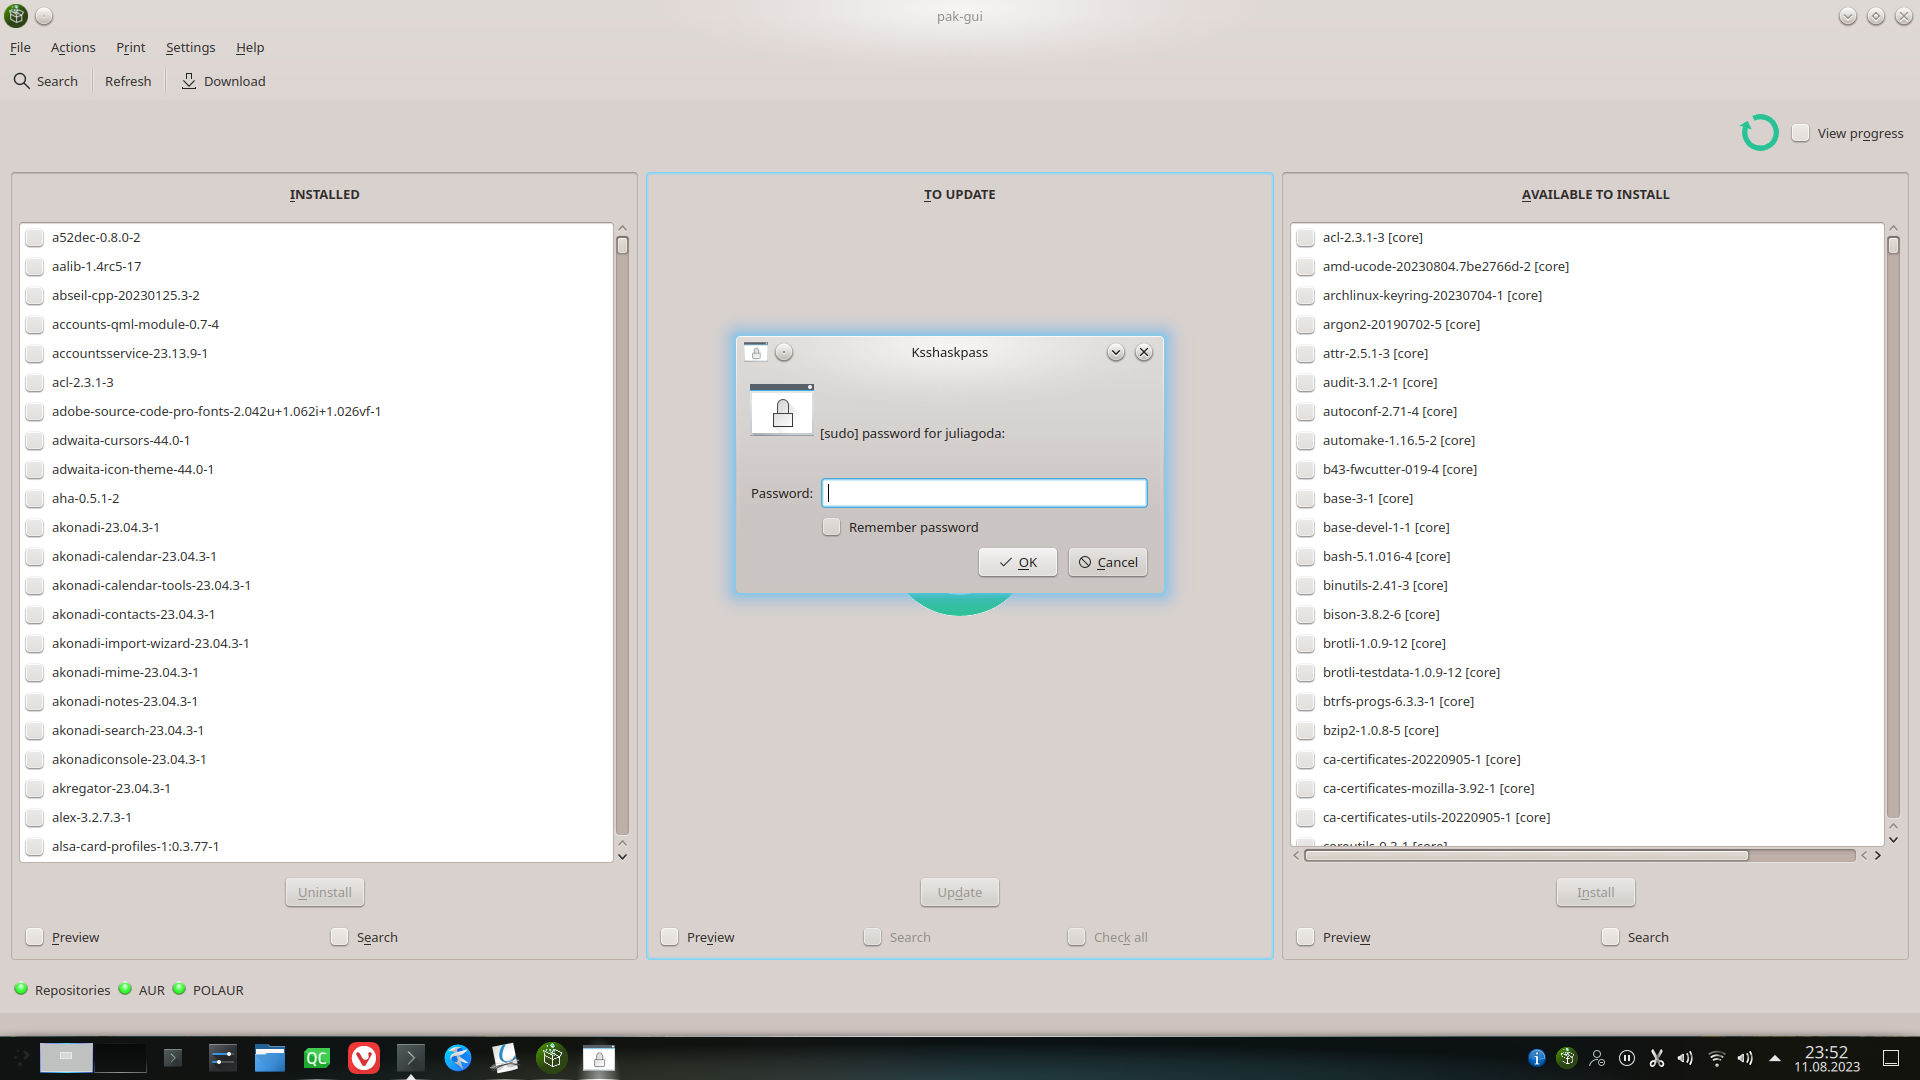 pak-gui
File Actions Print Settings Help
Search Refresh Download
View progress
INSTALLED
a52dec-0.8.0-2
aalib-1.4rc5-17
abseil-cpp-20230125.3-2
accounts-qml-module-0.7-4
accountsservice-23.13.9-1
acl-2.3.1-3
adobe-source-code-pro-fonts-2.042u+1.062i+1.026vf-1
adwaita-cursors-44.0-1
adwaita-icon-theme-44.0-1
aha-0.5.1-2
akonadi-23.04.3-1
akonadi-calendar-23.04.3-1
akonadi-calendar-tools-23.04.3-1
akonadi-contacts-23.04.3-1
akonadi-import-wizard-23.04.3-1
akonadi-mime-23.04.3-1
akonadi-notes-23.04.3-1
akonadi-search-23.04.3-1
akonadiconsole-23.04.3-1
akregator-23.04.3-1
alex-3.2.7.3-1
alsa-card-profiles-1:0.3.77-1
Uninstall
Preview Search
TO UPDATE
Ksshaskpass
[sudo] password for juliagoda:
Password:
Remember password
OK Cancel
Update
Preview Search Check all
AVAILABLE TO INSTALL
acl-2.3.1-3 [core]
amd-ucode-20230804.7be2766d-2 [core]
archlinux-keyring-20230704-1 [core]
argon2-20190702-5 [core]
attr-2.5.1-3 [core]
audit-3.1.2-1 [core]
autoconf-2.71-4 [core]
automake-1.16.5-2 [core]
b43-fwcutter-019-4 [core]
base-3-1 [core]
base-devel-1-1 [core]
bash-5.1.016-4 [core]
binutils-2.41-3 [core]
bison-3.8.2-6 [core]
brotli-1.0.9-12 [core]
brotli-testdata-1.0.9-12 [core]
btrfs-progs-6.3.3-1 [core]
bzip2-1.0.8-5 [core]
ca-certificates-20220905-1 [core]
ca-certificates-mozilla-3.92-1 [core]
ca-certificates-utils-20220905-1 [core]
coreutils-9.3-1 [core]
Install
Preview Search
Repositories AUR POLAUR
QC
23:52
11.08.2023